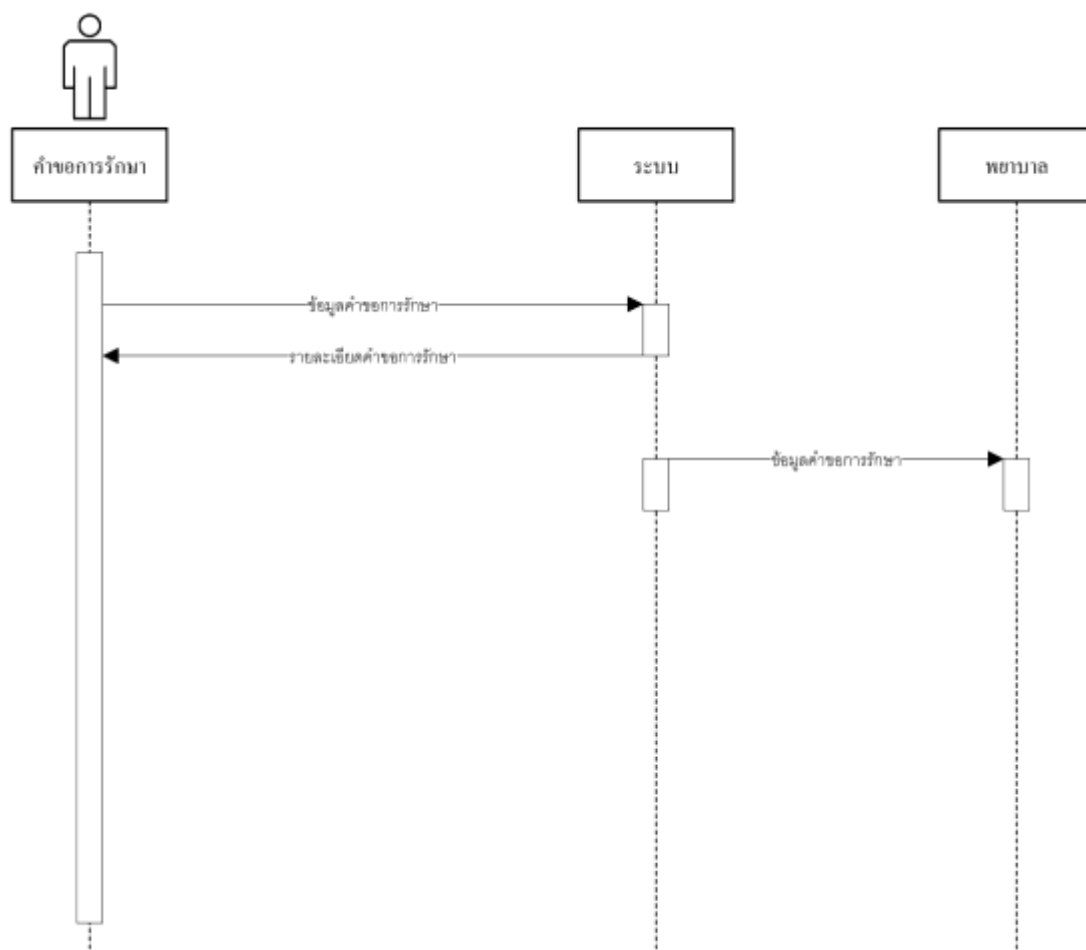 คำขอการรักษา
ระบบ
พยาบาล
ข้อมูลคำขอการรักษา
รายละเอียดคำขอการรักษา
ข้อมูลคำขอการรักษา